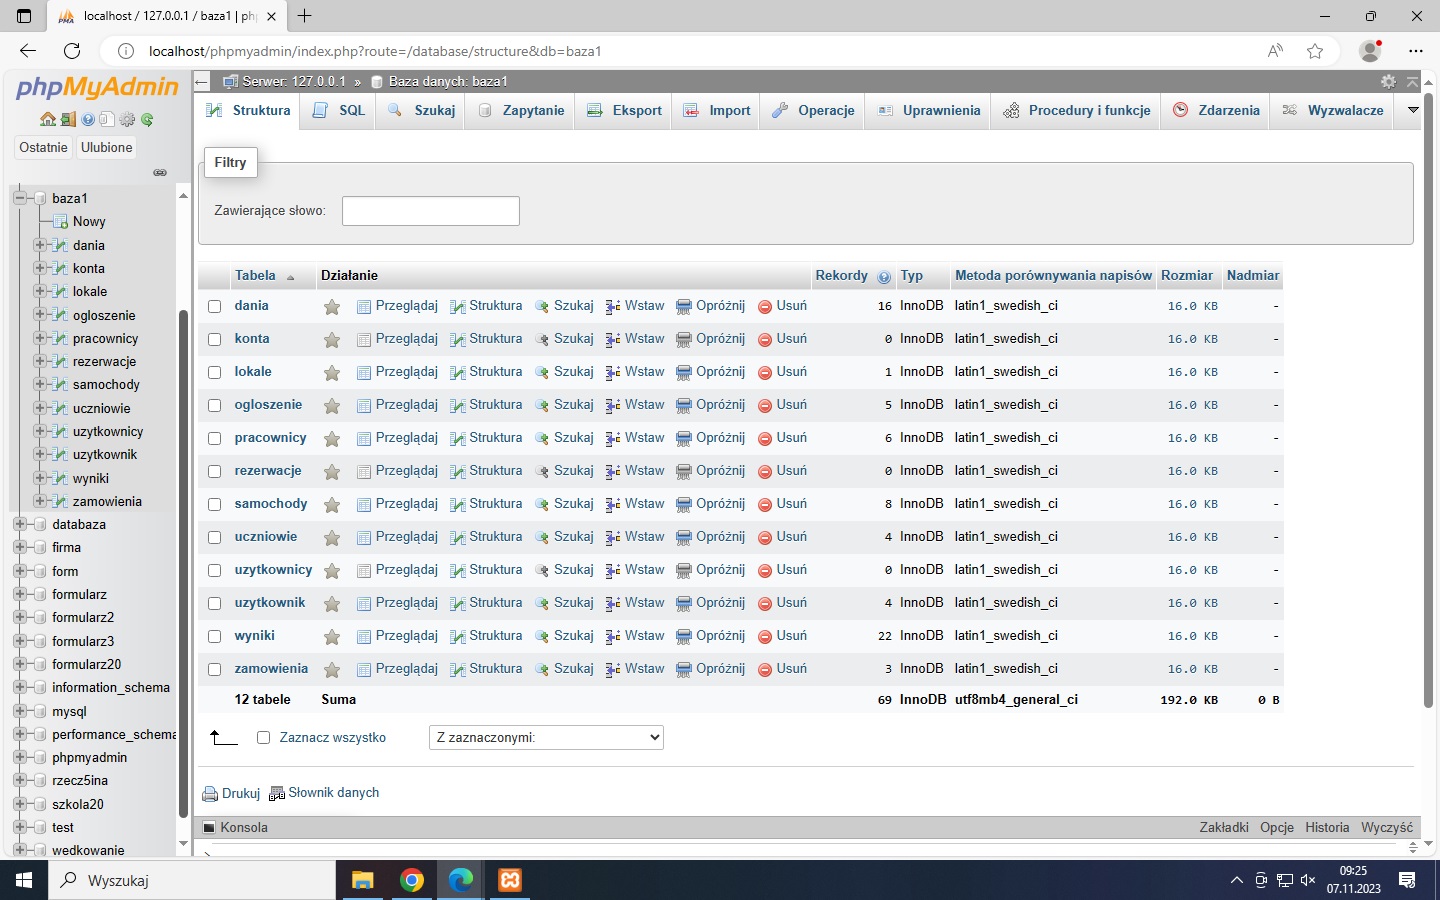 localhost / 127.0.0.1 / baza1 | ph
localhost/phpmyadmin/index.php?route=/database/structure&db=baza1
phpMyAdmin
Ostatnie Ulubione
baza1
Nowy
dania
konta
lokale
ogloszenie
pracownicy
rezerwacje
samochody
uczniowie
uzytkownicy
uzytkownik
wyniki
zamowienia
databaza
firma
form
formularz
formularz2
formularz3
formularz20
information_schema
mysql
performance_schema
phpmyadmin
rzecz5ina
szkola20
test
wedkowanie
Serwer: 127.0.0.1 » Baza danych: baza1
Struktura SQL Szukaj Zapytanie Eksport Import Operacje Uprawnienia Procedury i funkcje Zdarzenia Wyzwalacze
Filtry
Zawierające słowo:
Tabela Działanie Rekordy Typ Metoda porównywania napisów Rozmiar Nadmiar
dania Przeglądaj Struktura Szukaj Wstaw Opróżnij Usuń 16 InnoDB latin1_swedish_ci 16.0 KB -
konta Przeglądaj Struktura Szukaj Wstaw Opróżnij Usuń 0 InnoDB latin1_swedish_ci 16.0 KB -
lokale Przeglądaj Struktura Szukaj Wstaw Opróżnij Usuń 1 InnoDB latin1_swedish_ci 16.0 KB -
ogloszenie Przeglądaj Struktura Szukaj Wstaw Opróżnij Usuń 5 InnoDB latin1_swedish_ci 16.0 KB -
pracownicy Przeglądaj Struktura Szukaj Wstaw Opróżnij Usuń 6 InnoDB latin1_swedish_ci 16.0 KB -
rezerwacje Przeglądaj Struktura Szukaj Wstaw Opróżnij Usuń 0 InnoDB latin1_swedish_ci 16.0 KB -
samochody Przeglądaj Struktura Szukaj Wstaw Opróżnij Usuń 8 InnoDB latin1_swedish_ci 16.0 KB -
uczniowie Przeglądaj Struktura Szukaj Wstaw Opróżnij Usuń 4 InnoDB latin1_swedish_ci 16.0 KB -
uzytkownicy Przeglądaj Struktura Szukaj Wstaw Opróżnij Usuń 0 InnoDB latin1_swedish_ci 16.0 KB -
uzytkownik Przeglądaj Struktura Szukaj Wstaw Opróżnij Usuń 4 InnoDB latin1_swedish_ci 16.0 KB -
wyniki Przeglądaj Struktura Szukaj Wstaw Opróżnij Usuń 22 InnoDB latin1_swedish_ci 16.0 KB -
zamowienia Przeglądaj Struktura Szukaj Wstaw Opróżnij Usuń 3 InnoDB latin1_swedish_ci 16.0 KB -
12 tabele Suma 69 InnoDB utf8mb4_general_ci 192.0 KB 0 B
Zaznacz wszystko Z zaznaczonymi:
Drukuj Słownik danych
Konsola Zakładki Opcje Historia Wyczyść
>
Wyszukaj
09:25
07.11.2023